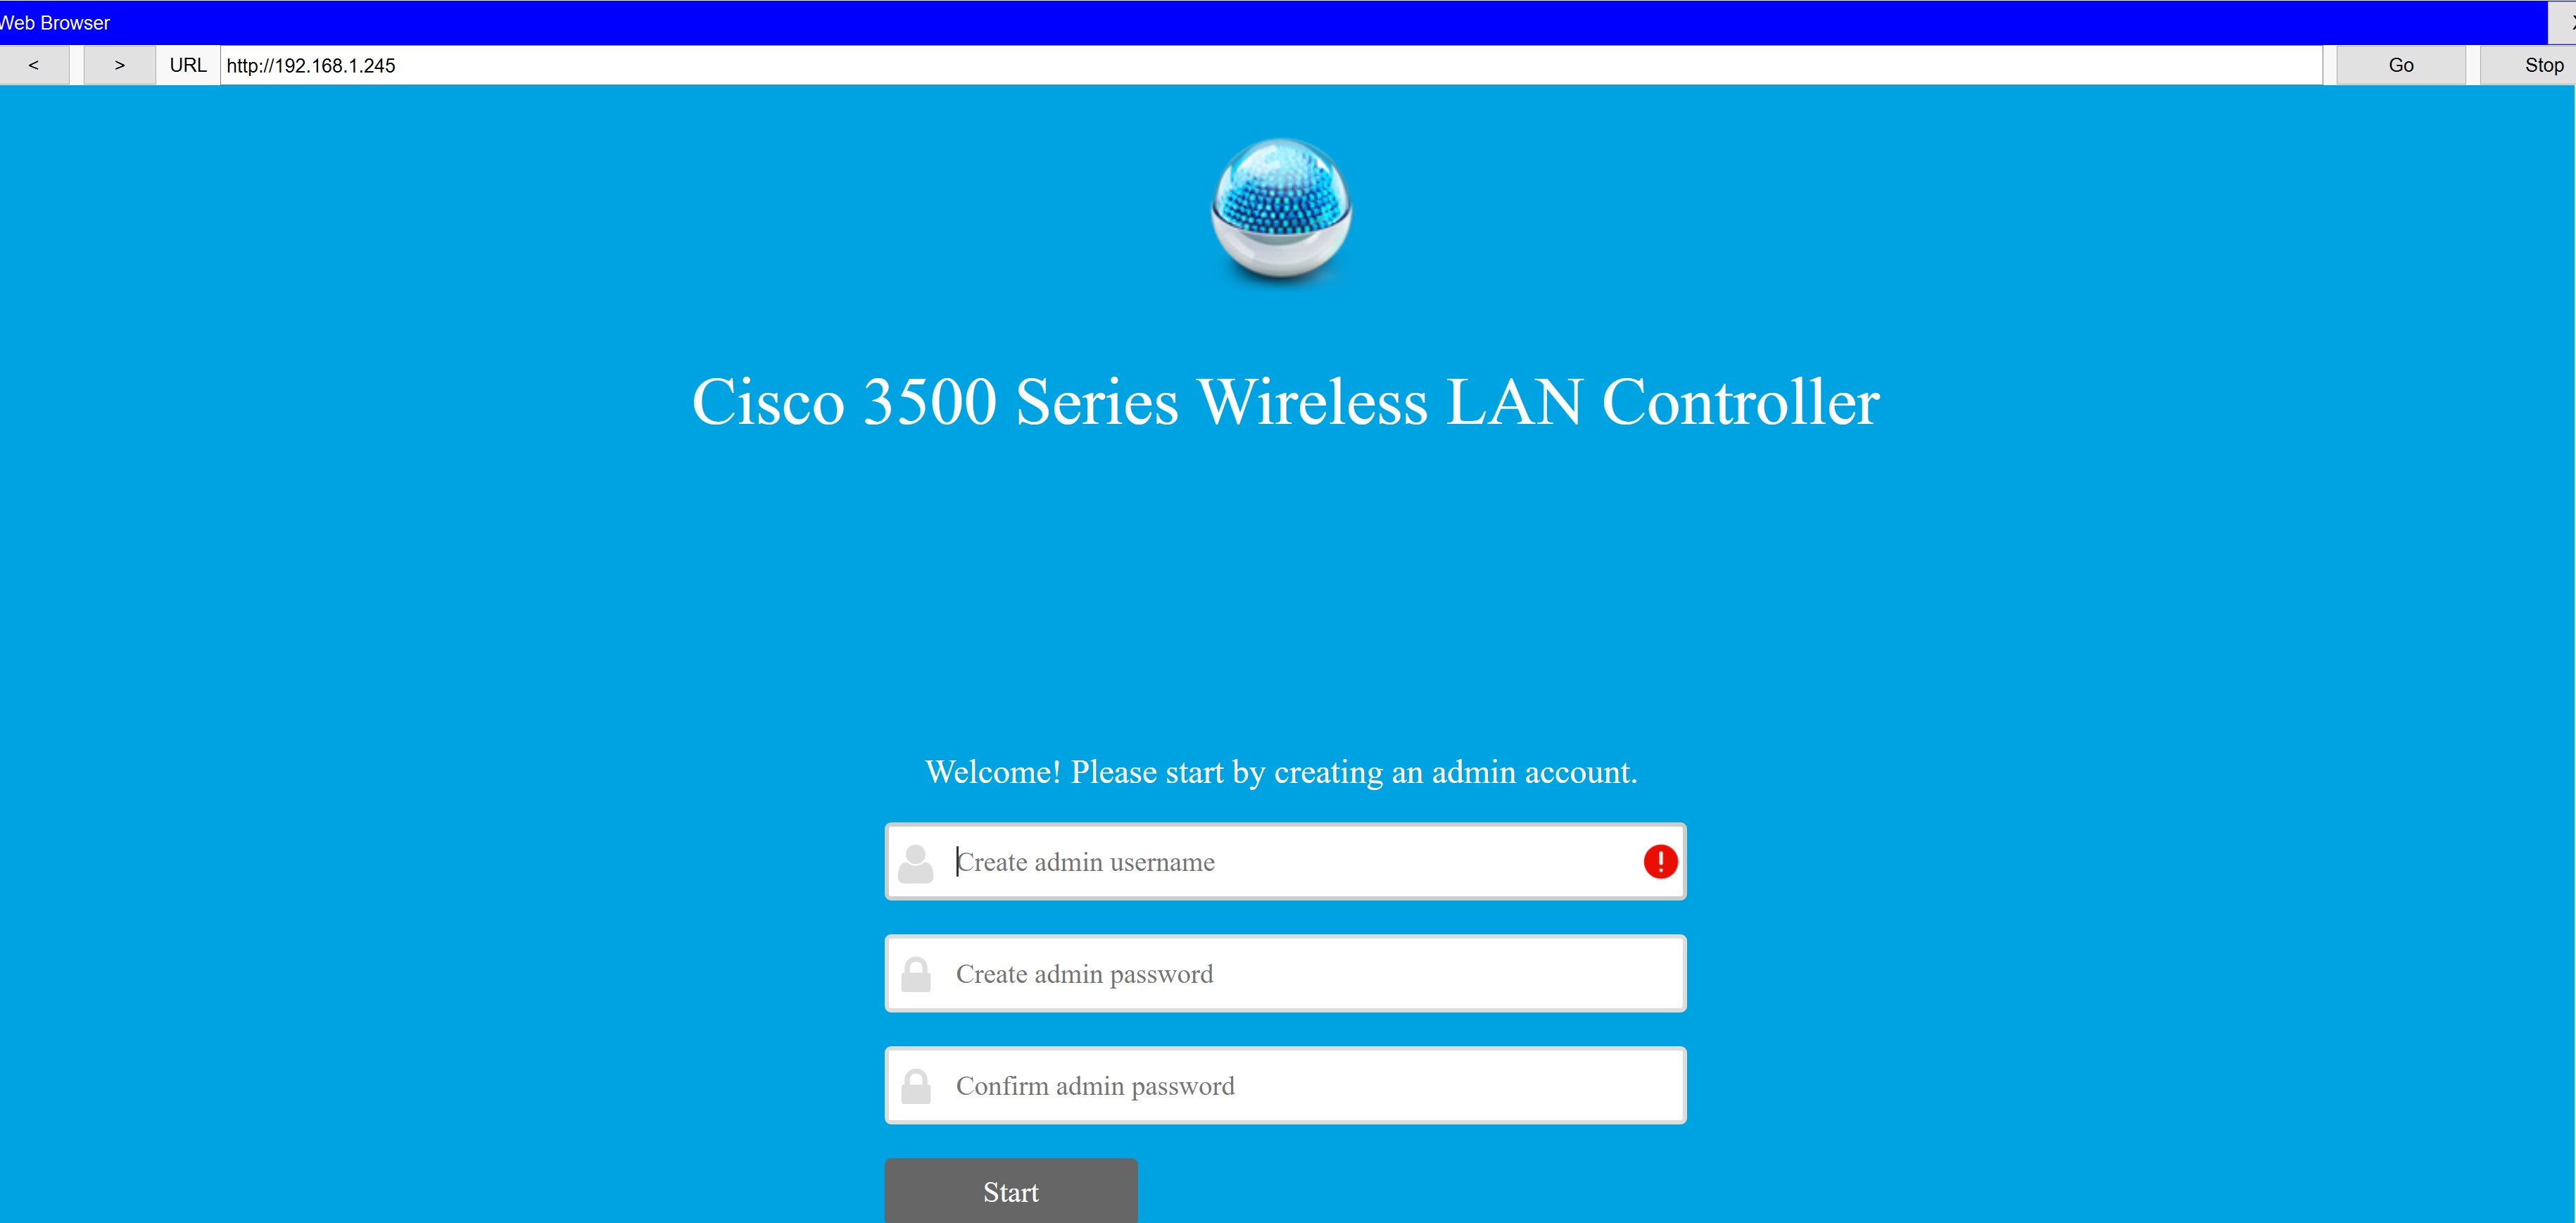 Web Browser
< > URL http://192.168.1.245 Go Stop
Cisco 3500 Series Wireless LAN Controller
Welcome! Please start by creating an admin account.
Create admin username
Create admin password
Confirm admin password
Start